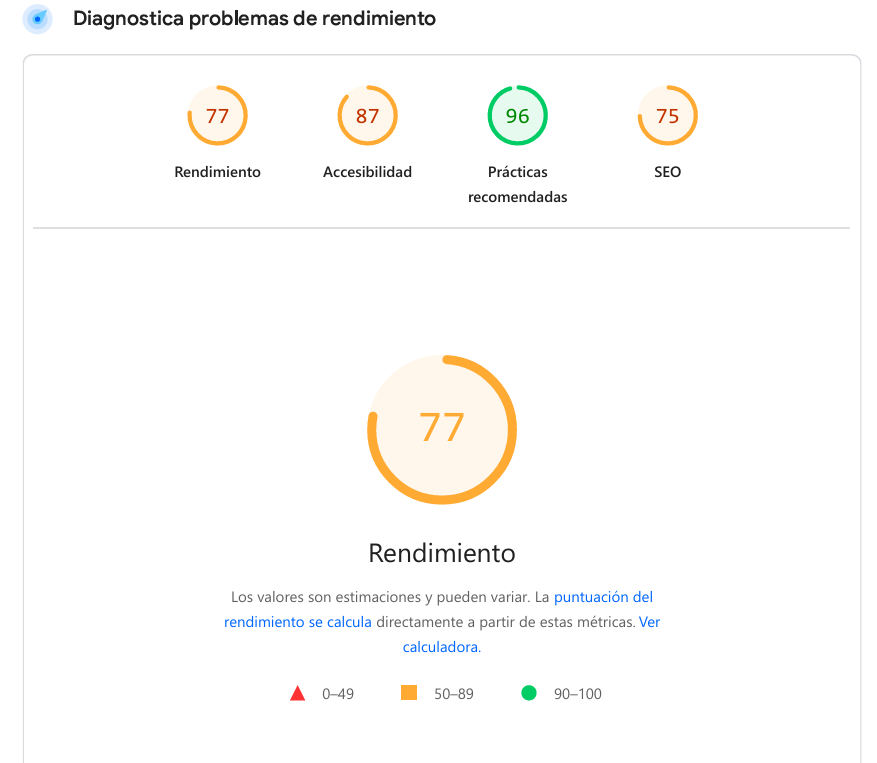 Diagnostica problemas de rendimiento
77
87
96
75
Rendimiento
Accesibilidad
Prácticas
recomendadas
SEO
77
Rendimiento
Los valores son estimaciones y pueden variar. La puntuación del
rendimiento se calcula directamente a partir de estas métricas. Ver
calculadora.
0–49
50–89
90–100